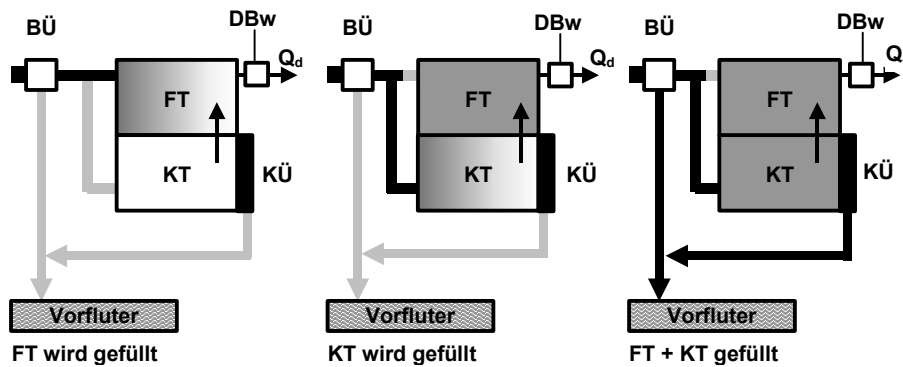 BÜ
DBw
Qd
FT
KT
KÜ
Vorfluter
FT wird gefüllt
BÜ
DBw
Qd
FT
KT
KÜ
Vorfluter
KT wird gefüllt
BÜ
DBw
Q
FT
KT
KÜ
Vorfluter
FT + KT gefüllt